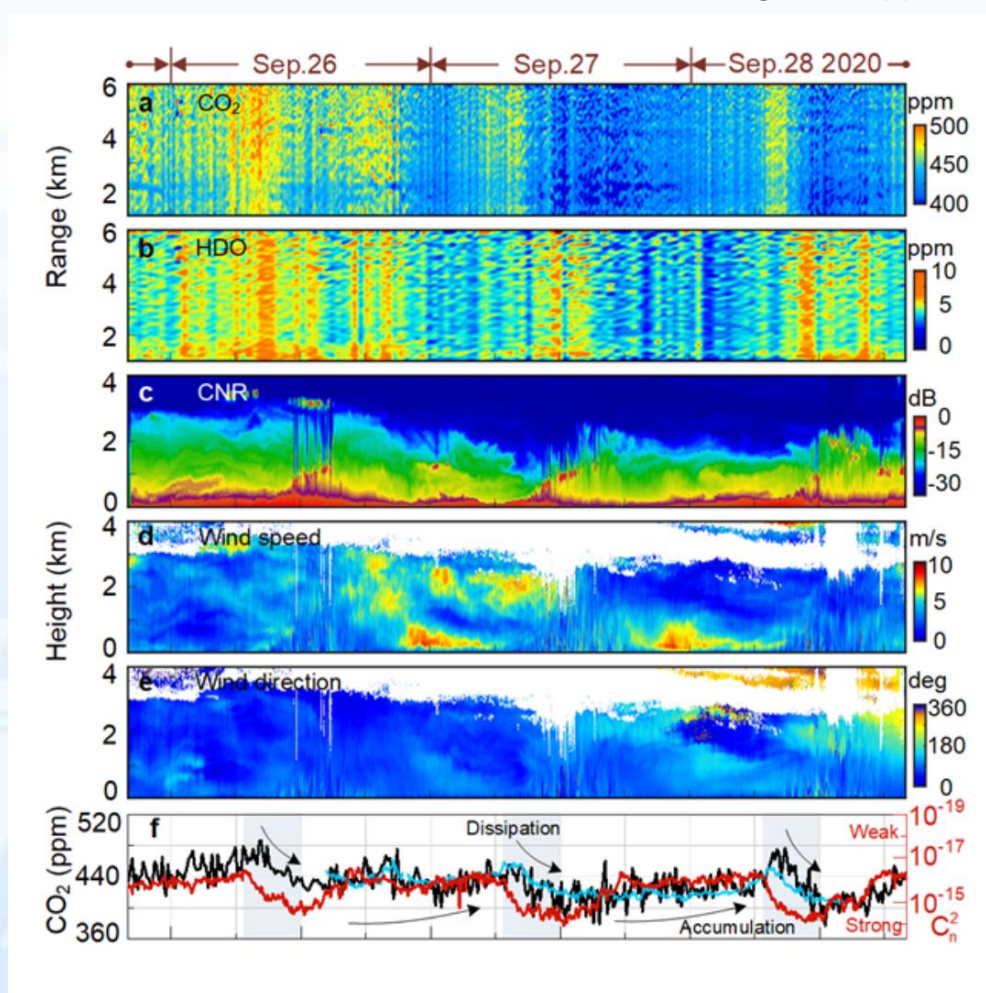 Sep.26 Sep.27 Sep.28 2020
a CO₂
6
4
2
ppm
500
450
400
Range (km)
b HDO
6
4
2
ppm
10
5
0
c CNR
4
2
0
dB
0
-15
-30
Height (km)
d Wind speed
4
2
0
m/s
10
5
0
e Wind direction
4
2
0
deg
360
180
0
f
CO₂ (ppm)
520
440
360
Dissipation
Accumulation
Weak
Strong
10⁻¹⁹
10⁻¹⁷
10⁻¹⁵
Cₙ²